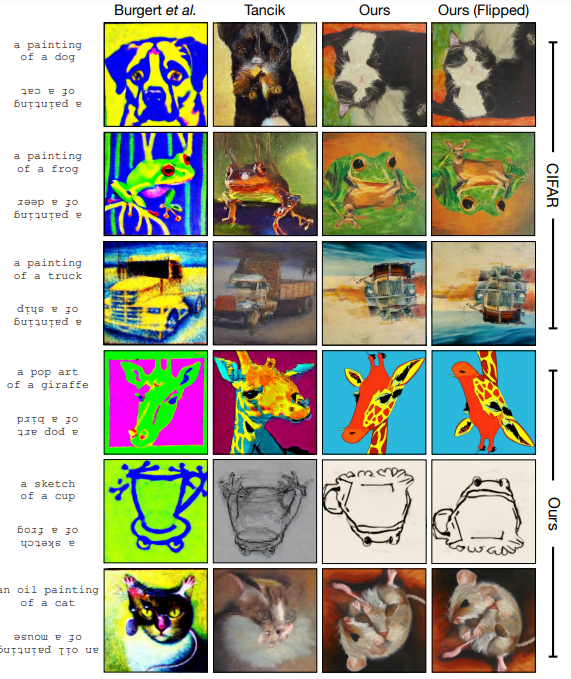 Burgert et al.
Tancik
Ours
Ours (Flipped)
a painting
of a dog
a painting
of a cat
a painting
of a frog
a painting
of a deer
a painting
of a truck
a painting
of a ship
CIFAR
a pop art
of a giraffe
a pop art
of a bird
a sketch
of a cup
a sketch
of a frog
an oil painting
of a cat
an oil painting
of a mouse
Ours